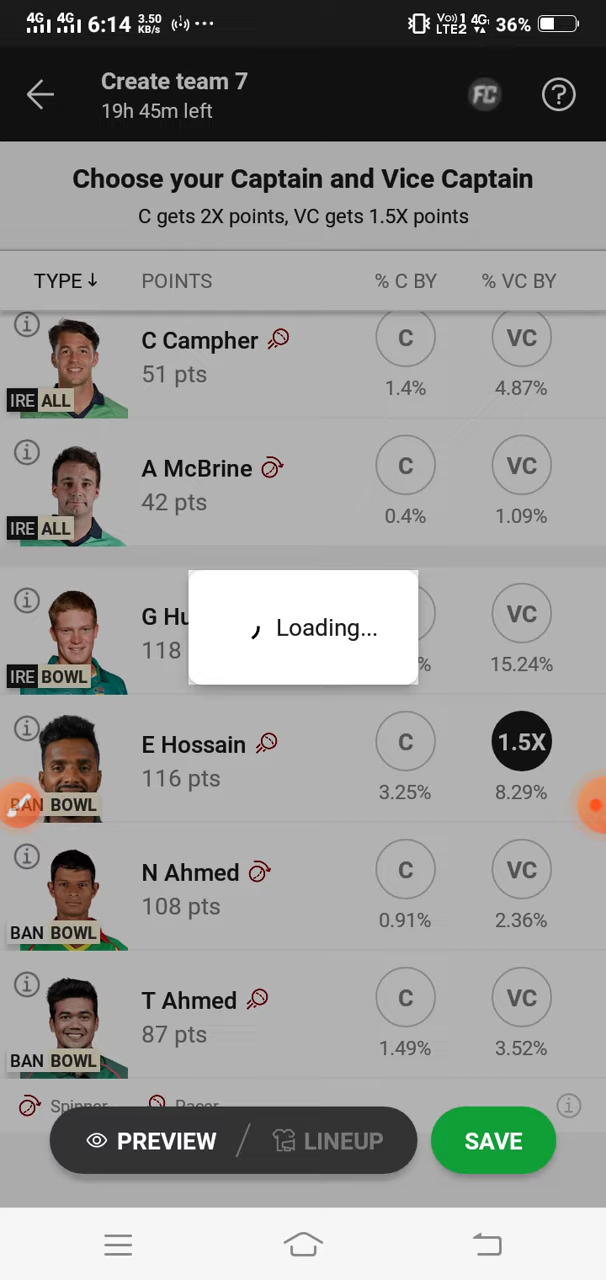 4G 4G 6:14 3.50 KB/s ... Vo) 1 LTE2 4G 36%
Create team 7
19h 45m left
FC
?
Choose your Captain and Vice Captain
C gets 2X points, VC gets 1.5X points
TYPE↓ POINTS % C BY % VC BY
C Campher C VC
51 pts 1.4% 4.87%
IRE ALL
A McBrine C VC
42 pts 0.4% 1.09%
IRE ALL
G Hu VC
118 % 15.24%
IRE BOWL
Loading...
E Hossain C 1.5X
116 pts 3.25% 8.29%
BAN BOWL
N Ahmed C VC
108 pts 0.91% 2.36%
BAN BOWL
T Ahmed C VC
87 pts 1.49% 3.52%
BAN BOWL
Spinner Pacer
PREVIEW / LINEUP SAVE